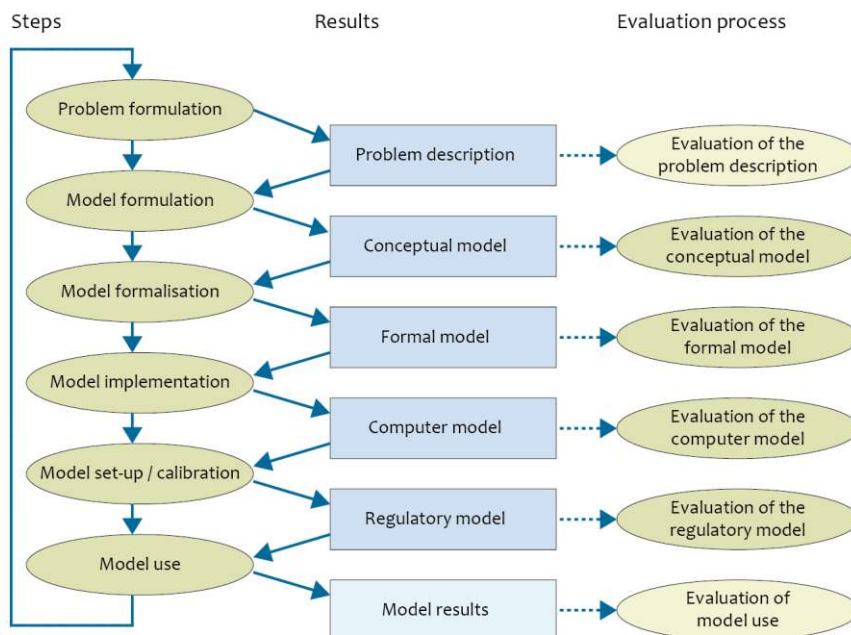 Steps
Results
Evaluation process
Problem formulation
Problem description
Evaluation of the
problem description
Model formulation
Conceptual model
Evaluation of the
conceptual model
Model formalisation
Formal model
Evaluation of the
formal model
Model implementation
Computer model
Evaluation of the
computer model
Model set-up / calibration
Regulatory model
Evaluation of the
regulatory model
Model use
Model results
Evaluation of
model use